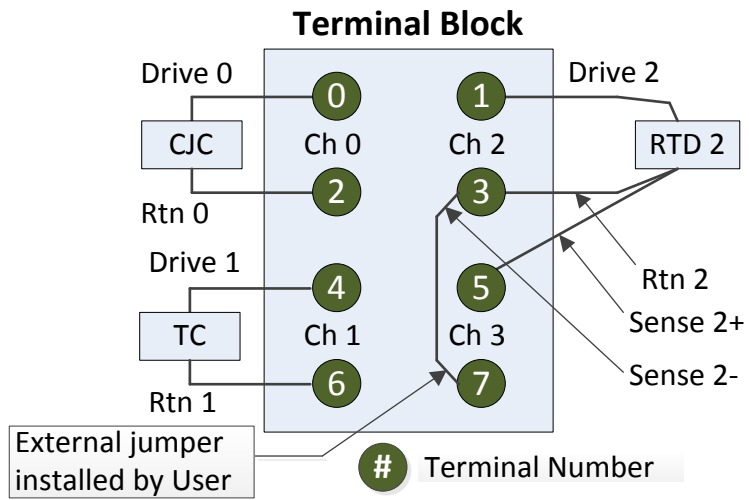 Terminal Block
Drive 0
0
1
Drive 2
CJC
Ch 0
Ch 2
RTD 2
Rtn 0
2
3
Drive 1
4
5
Rtn 2
Sense 2+
TC
Ch 1
Ch 3
Sense 2-
Rtn 1
6
7
External jumper
installed by User
# Terminal Number